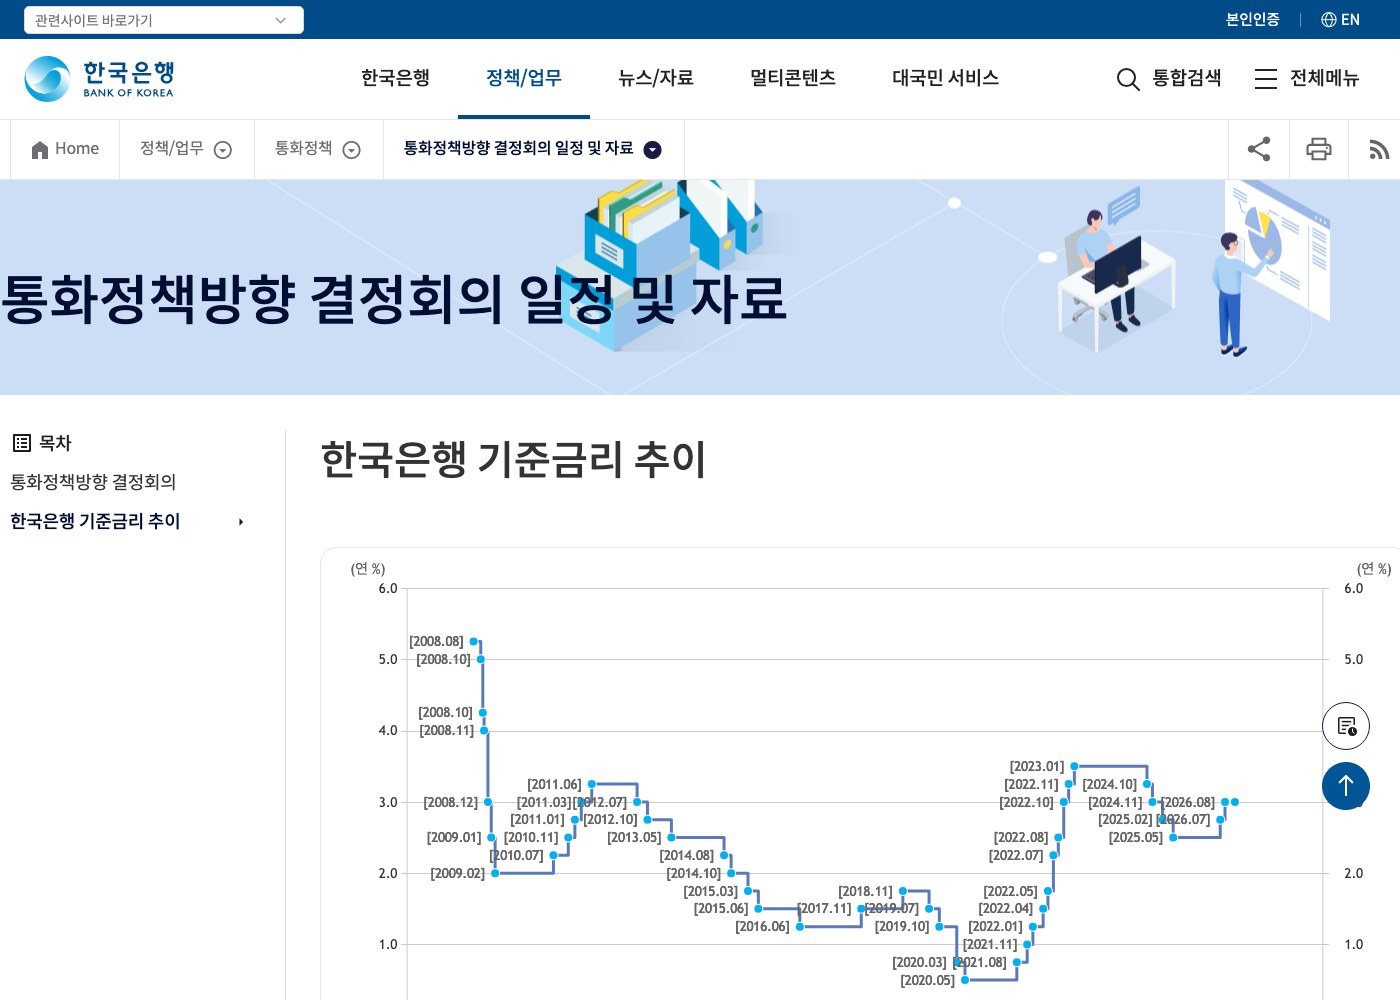 관련사이트 바로가기
본인인증
EN
한국은행
BANK OF KOREA
한국은행
정책/업무
뉴스/자료
멀티콘텐츠
대국민 서비스
통합검색
전체메뉴
Home
정책/업무
통화정책
통화정책방향 결정회의 일정 및 자료
통화정책방향 결정회의 일정 및 자료
목차
통화정책방향 결정회의
한국은행 기준금리 추이
한국은행 기준금리 추이
(연 %)
(연 %)
6.0
6.0
[2008.08]
5.0
[2008.10]
5.0
[2008.10]
4.0
[2008.11]
[2023.01]
[2011.06]
[2022.11]
[2024.10]
3.0
[2008.12]
[2011.03]
[2012.07]
[2022.10]
[2024.11]
[2026.08]
[2011.01]
[2012.10]
[2025.02]
[2026.07]
[2009.01]
[2010.11]
[2013.05]
[2022.08]
[2025.05]
[2010.07]
[2014.08]
[2022.07]
2.0
[2009.02]
[2014.10]
2.0
[2015.03]
[2018.11]
[2022.05]
[2015.06]
[2017.11]
[2019.07]
[2022.04]
[2016.06]
[2019.10]
[2022.01]
1.0
[2021.11]
1.0
[2020.03]
[2021.08]
[2020.05]